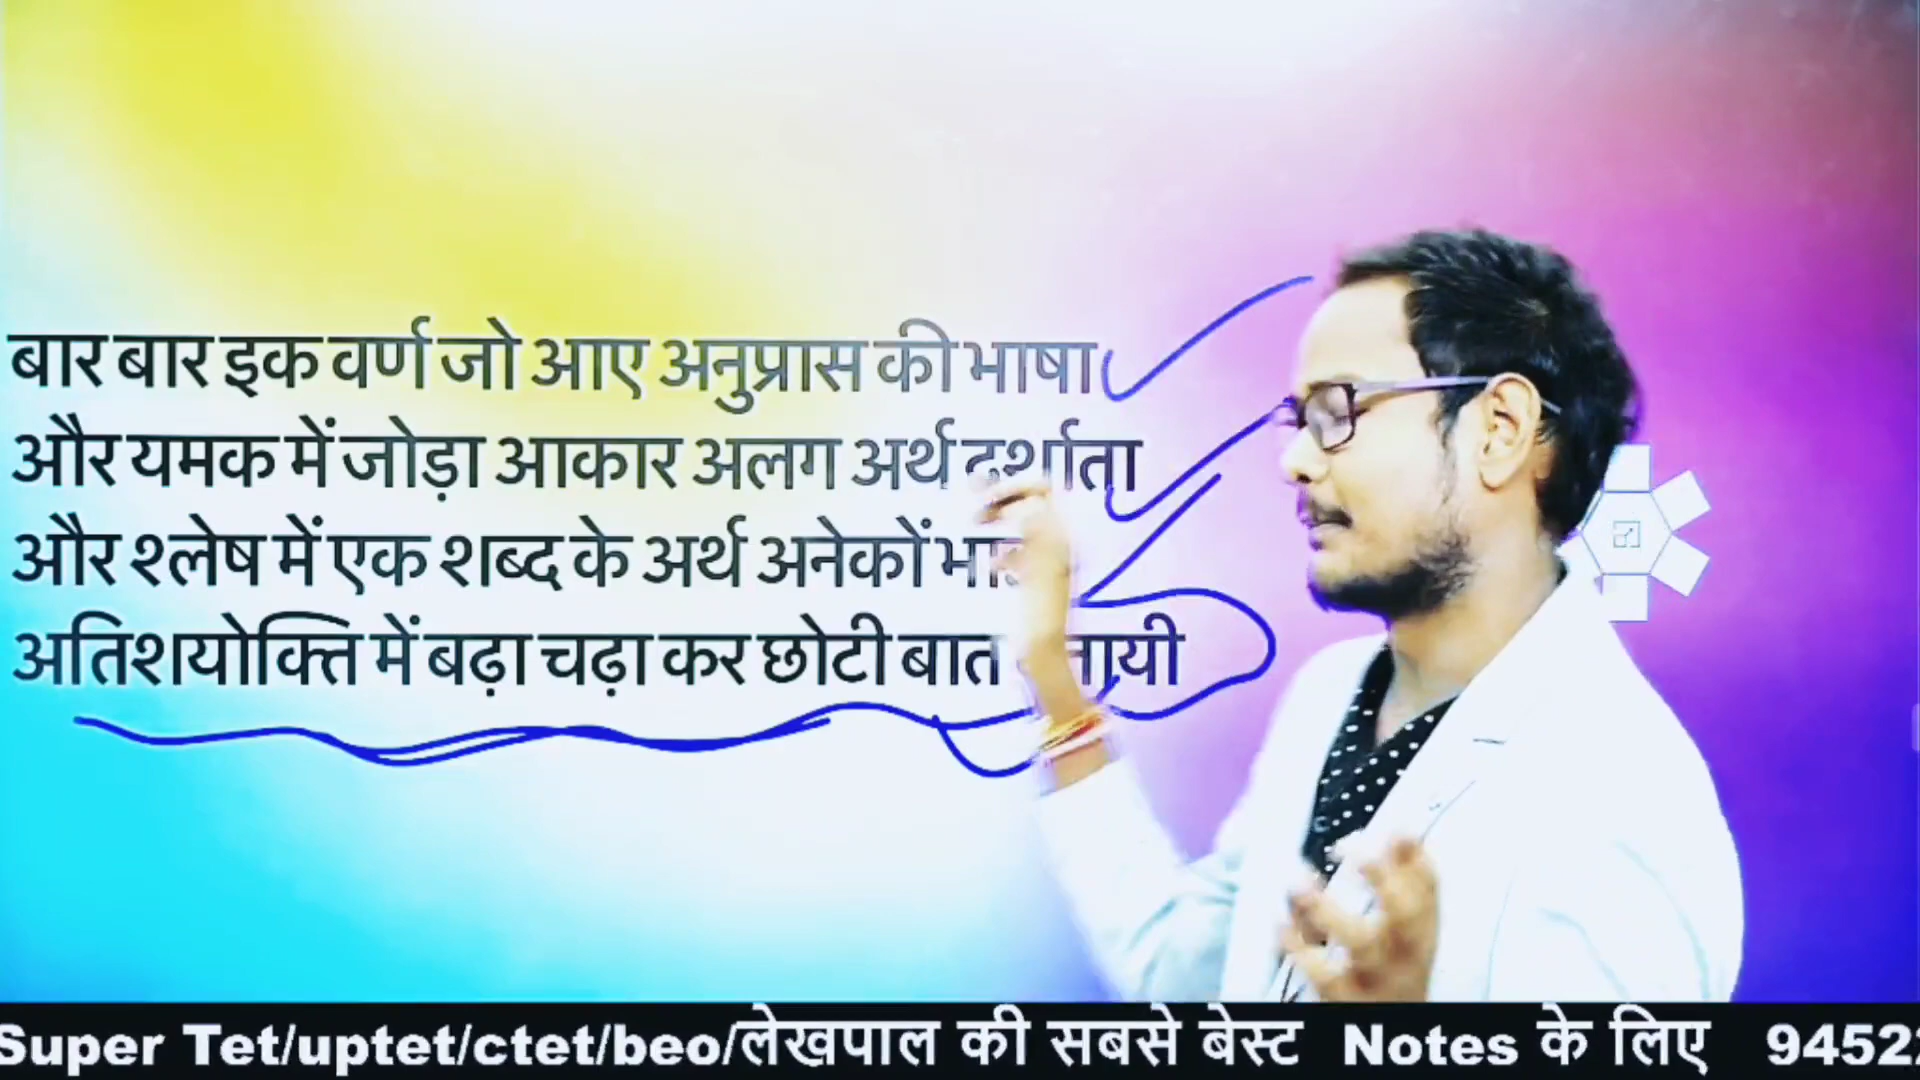 बार बार इक वर्ण जो आए अनुप्रास की भाषा
और यमक में जोड़ा आकार अलग अर्थ दर्शाता
और श्लेष में एक शब्द के अर्थ अनेकों
अतिशयोक्ति में बढ़ा चढ़ा कर छोटी बात
Super Tet/uptet/ctet/beo/लेखपाल की सबसे बेस्ट Notes के लिए